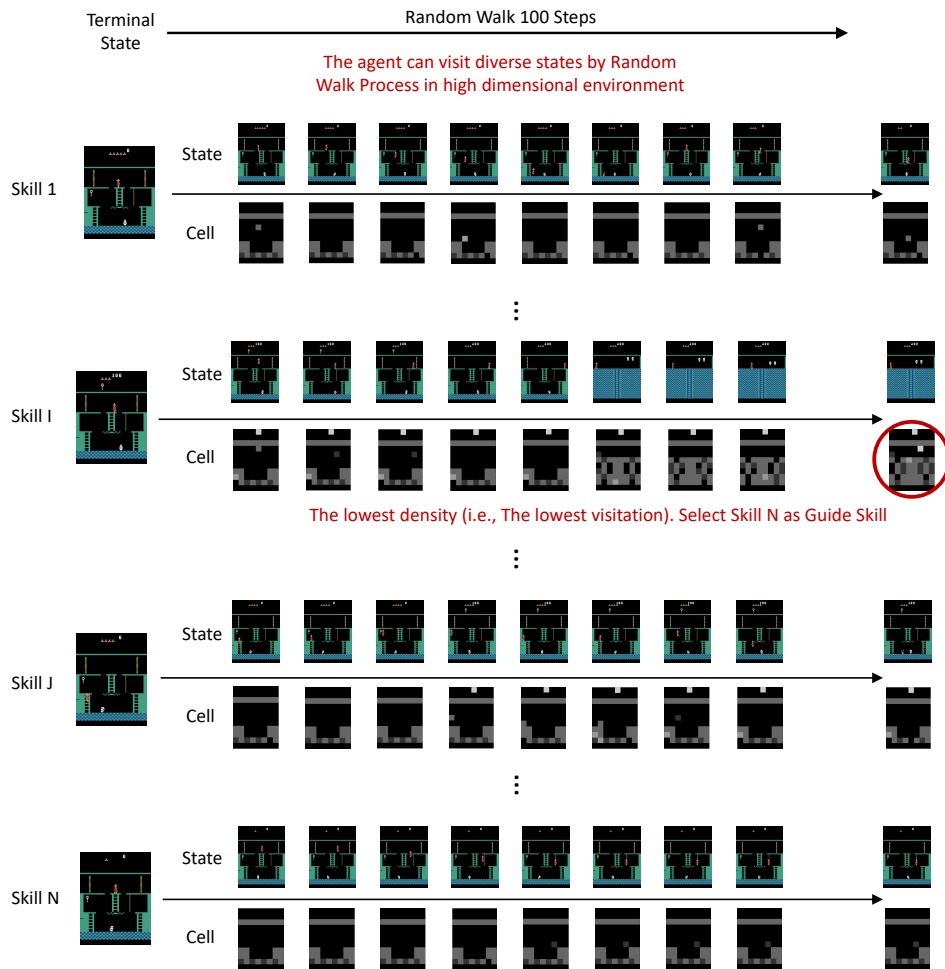 Terminal
State
Random Walk 100 Steps
The agent can visit diverse states by Random
Walk Process in high dimensional environment
State
Skill 1
Cell
⋮
State
Skill I
Cell
The lowest density (i.e., The lowest visitation). Select Skill N as Guide Skill
⋮
State
Skill J
Cell
⋮
State
Skill N
Cell